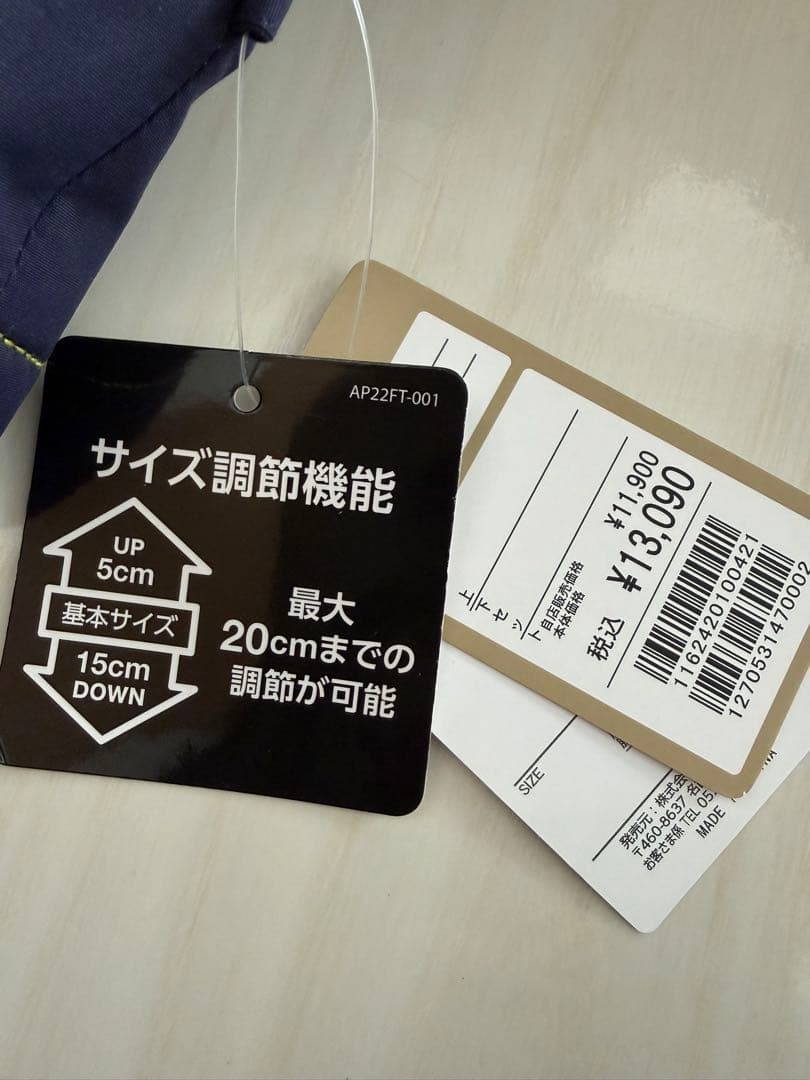 AP22FT-001
サイズ調節機能
UP
5cm
基本サイズ
15cm
DOWN
最大
20cmまでの
調節が可能
上下セット
自店販売価格
本体価格
¥11,900
税込 ¥13,090
1162420100421
1270531470002
SIZE
発売元:株式会
〒460-8637 名
お客さま係 TEL 05
MADE